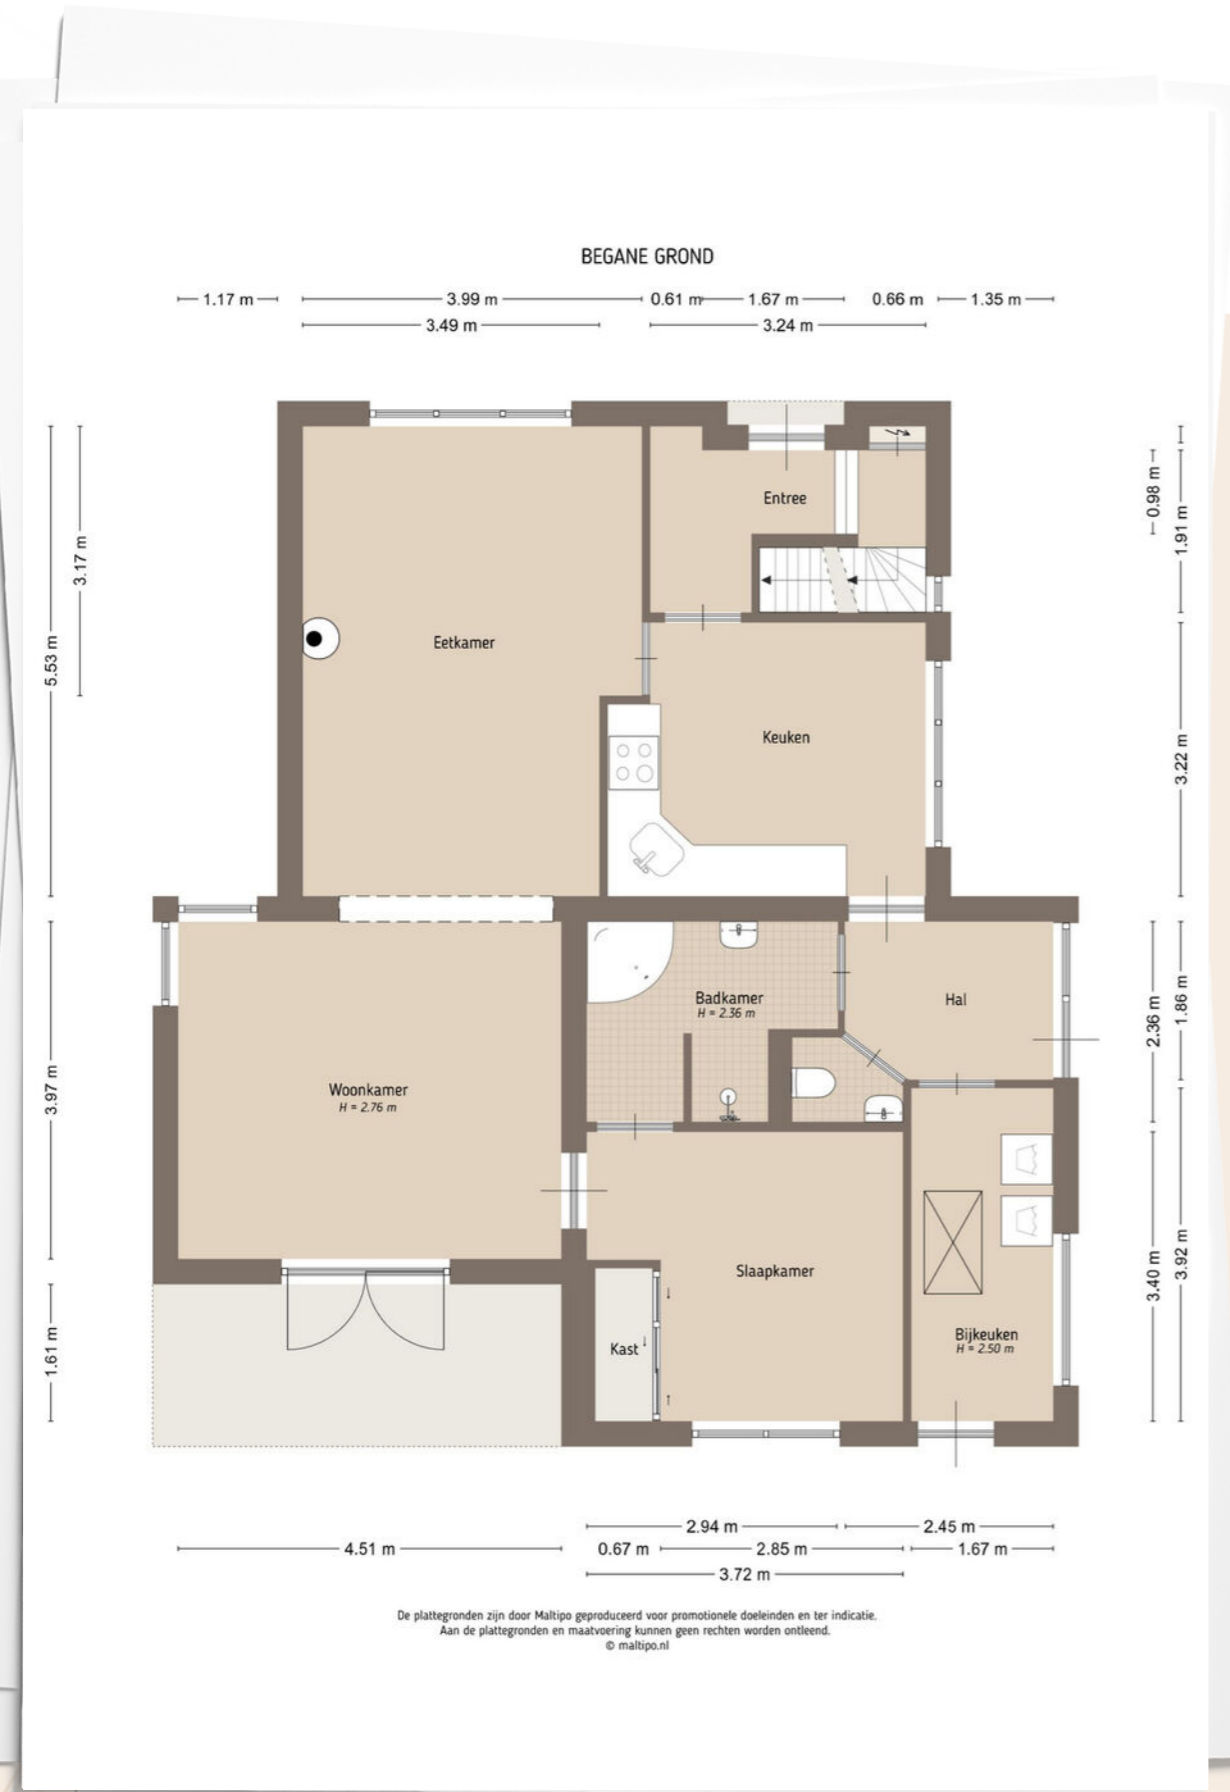 BEGANE GROND
1.17 m 3.99 m 0.61 m 1.67 m 0.66 m 1.35 m
3.49 m 3.24 m
5.53 m
3.17 m
3.97 m
1.61 m
0.98 m
1.91 m
3.22 m
2.36 m
1.86 m
3.40 m
3.92 m
Entree
Eetkamer
Keuken
Badkamer
H = 2.36 m
Hal
Woonkamer
H = 2.76 m
Slaapkamer
Kast
Bijkeuken
H = 2.50 m
2.94 m 2.45 m
4.51 m 0.67 m 2.85 m 1.67 m
3.72 m
De plattegronden zijn door Maltipo geproduceerd voor promotionele doeleinden en ter indicatie.
Aan de plattegronden en maatvoering kunnen geen rechten worden ontleend.
© maltipo.nl